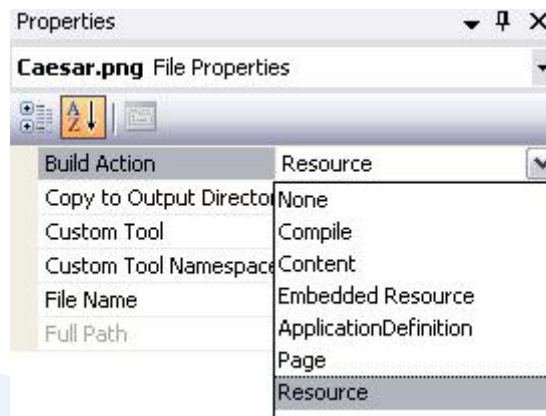 Properties
Caesar.png File Properties
A
Z
Build Action Resource
Copy to Output Director
None
Custom Tool
Compile
Custom Tool Namespace
Content
File Name
Embedded Resource
Full Path
ApplicationDefinition
Page
Resource